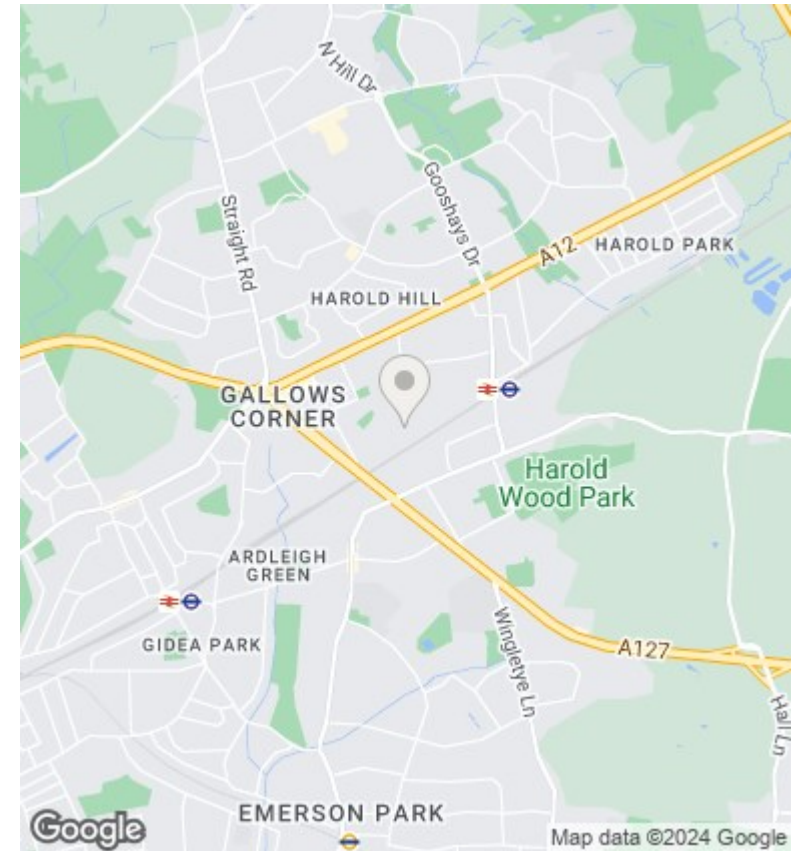 N Hill Dr
Straight Rd
Gooshays Dr
A12
HAROLD PARK
HAROLD HILL
GALLOWS
CORNER
Harold
Wood Park
ARDLEIGH
GREEN
GIDEA PARK
Wingletye Ln
A127
Hall Ln
EMERSON PARK
Google
Map data ©2024 Google